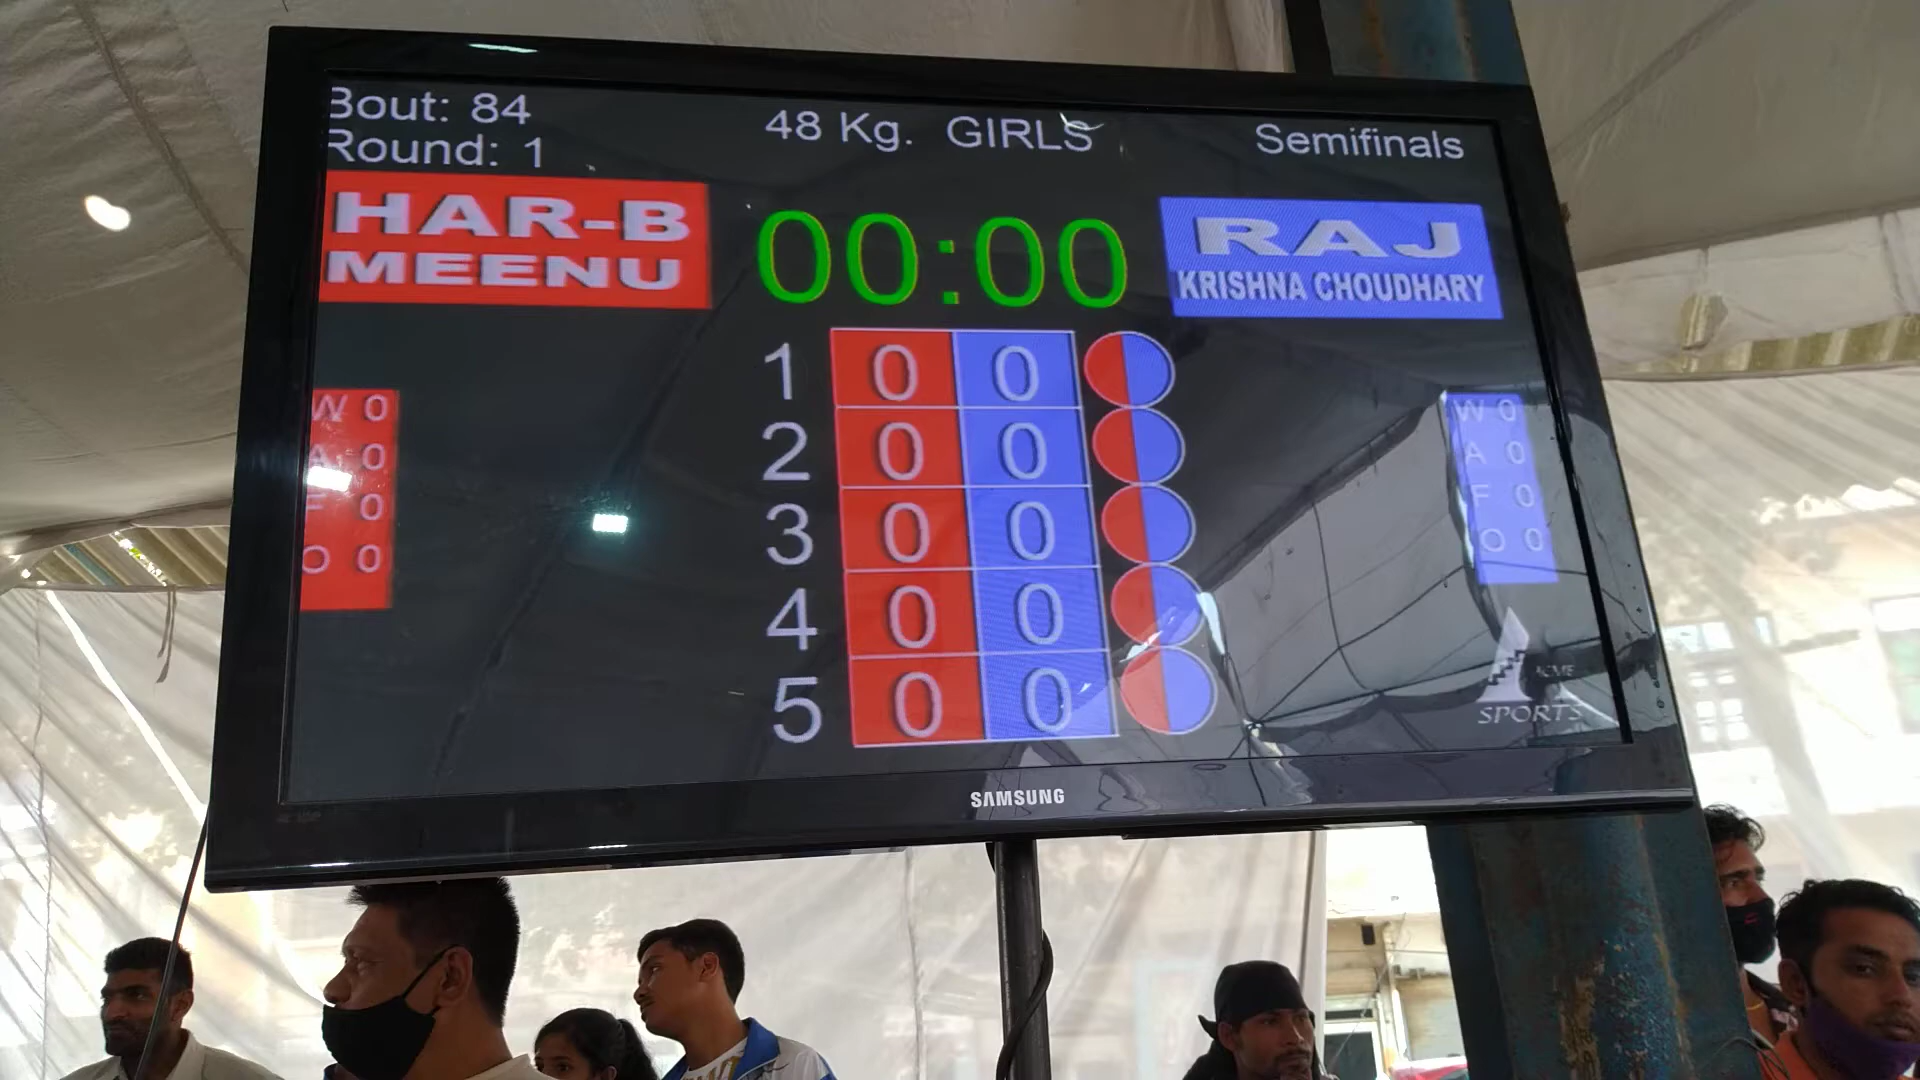 Bout: 84
Round: 1
48 Kg. GIRLS
Semifinals
HAR-B
MEENU
00:00
RAJ
KRISHNA CHOUDHARY
1 0 0
2 0 0
3 0 0
4 0 0
5 0 0
W 0
A 0
F 0
O 0
W 0
A 0
F 0
O 0
ACME
SPORTS
SAMSUNG